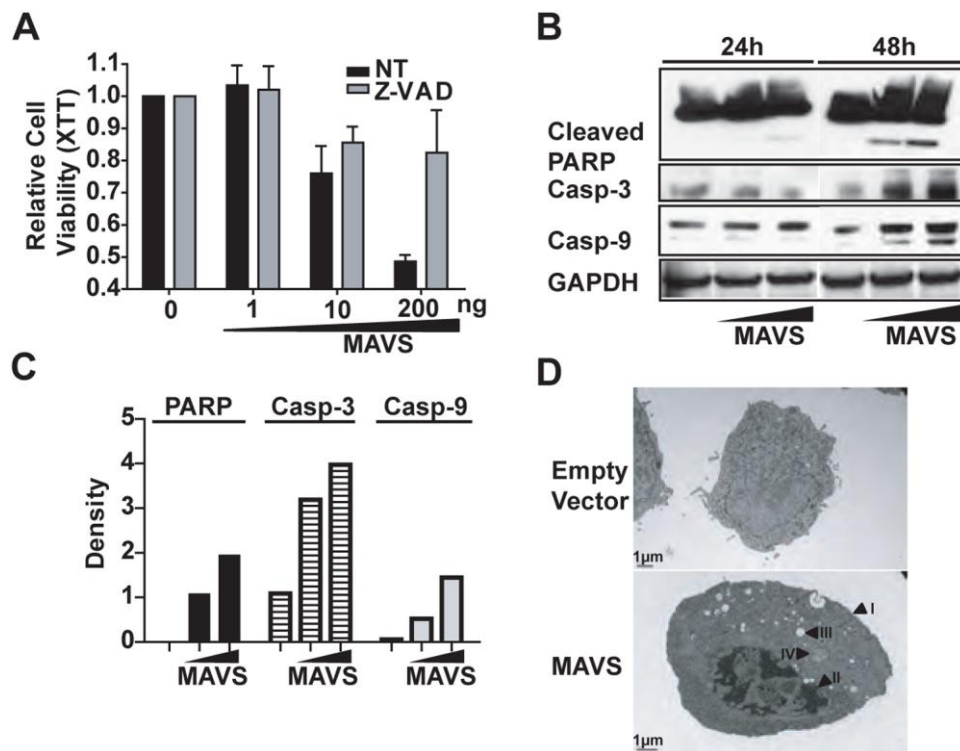 A
Relative Cell
Viability (XTT)
1.1
1.0
0.9
0.8
0.7
0.6
0.5
0.4
NT
Z-VAD
0 1 10 200 ng
MAVS
B
24h 48h
Cleaved
PARP
Casp-3
Casp-9
GAPDH
MAVS MAVS
C
PARP Casp-3 Casp-9
Density
5
4
3
2
1
0
MAVS MAVS MAVS
D
Empty
Vector
1µm
MAVS
I
III
IV
II
1µm